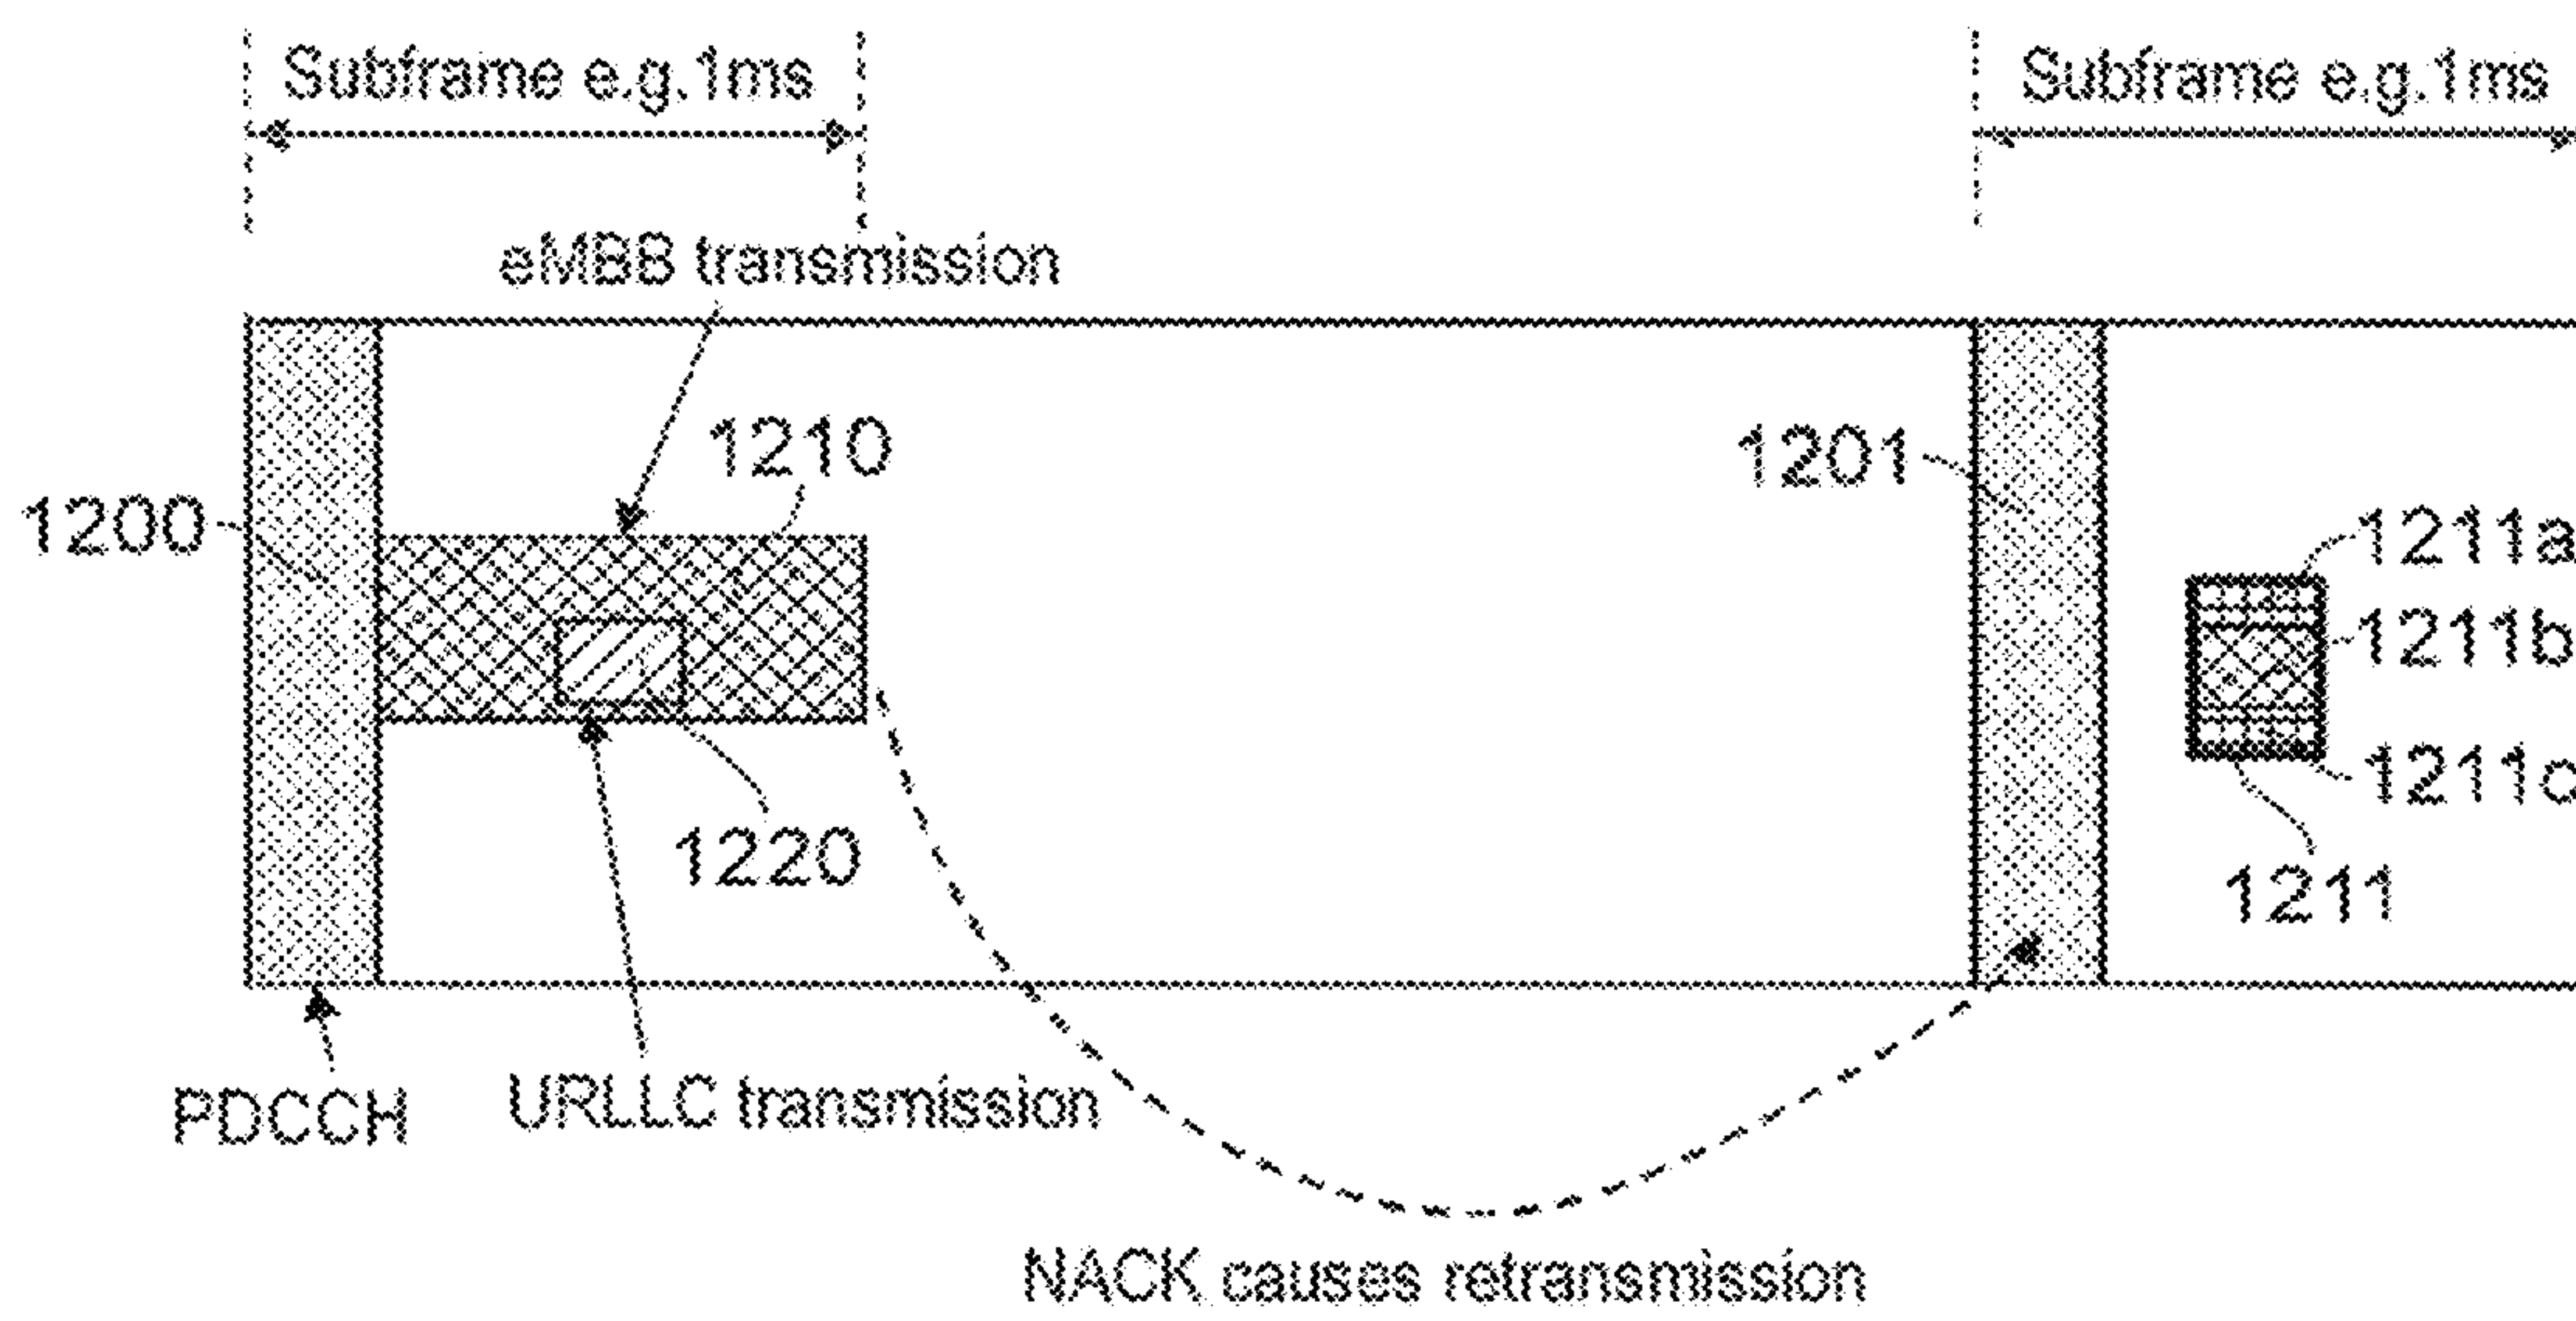 Subframe e.g.1ms
Subframe e.g.1ms
eMBB transmission
1210
1201
1200
1211a
1211b
1211c
1220
1211
PDCCH
URLLC transmission
NACK causes retransmission